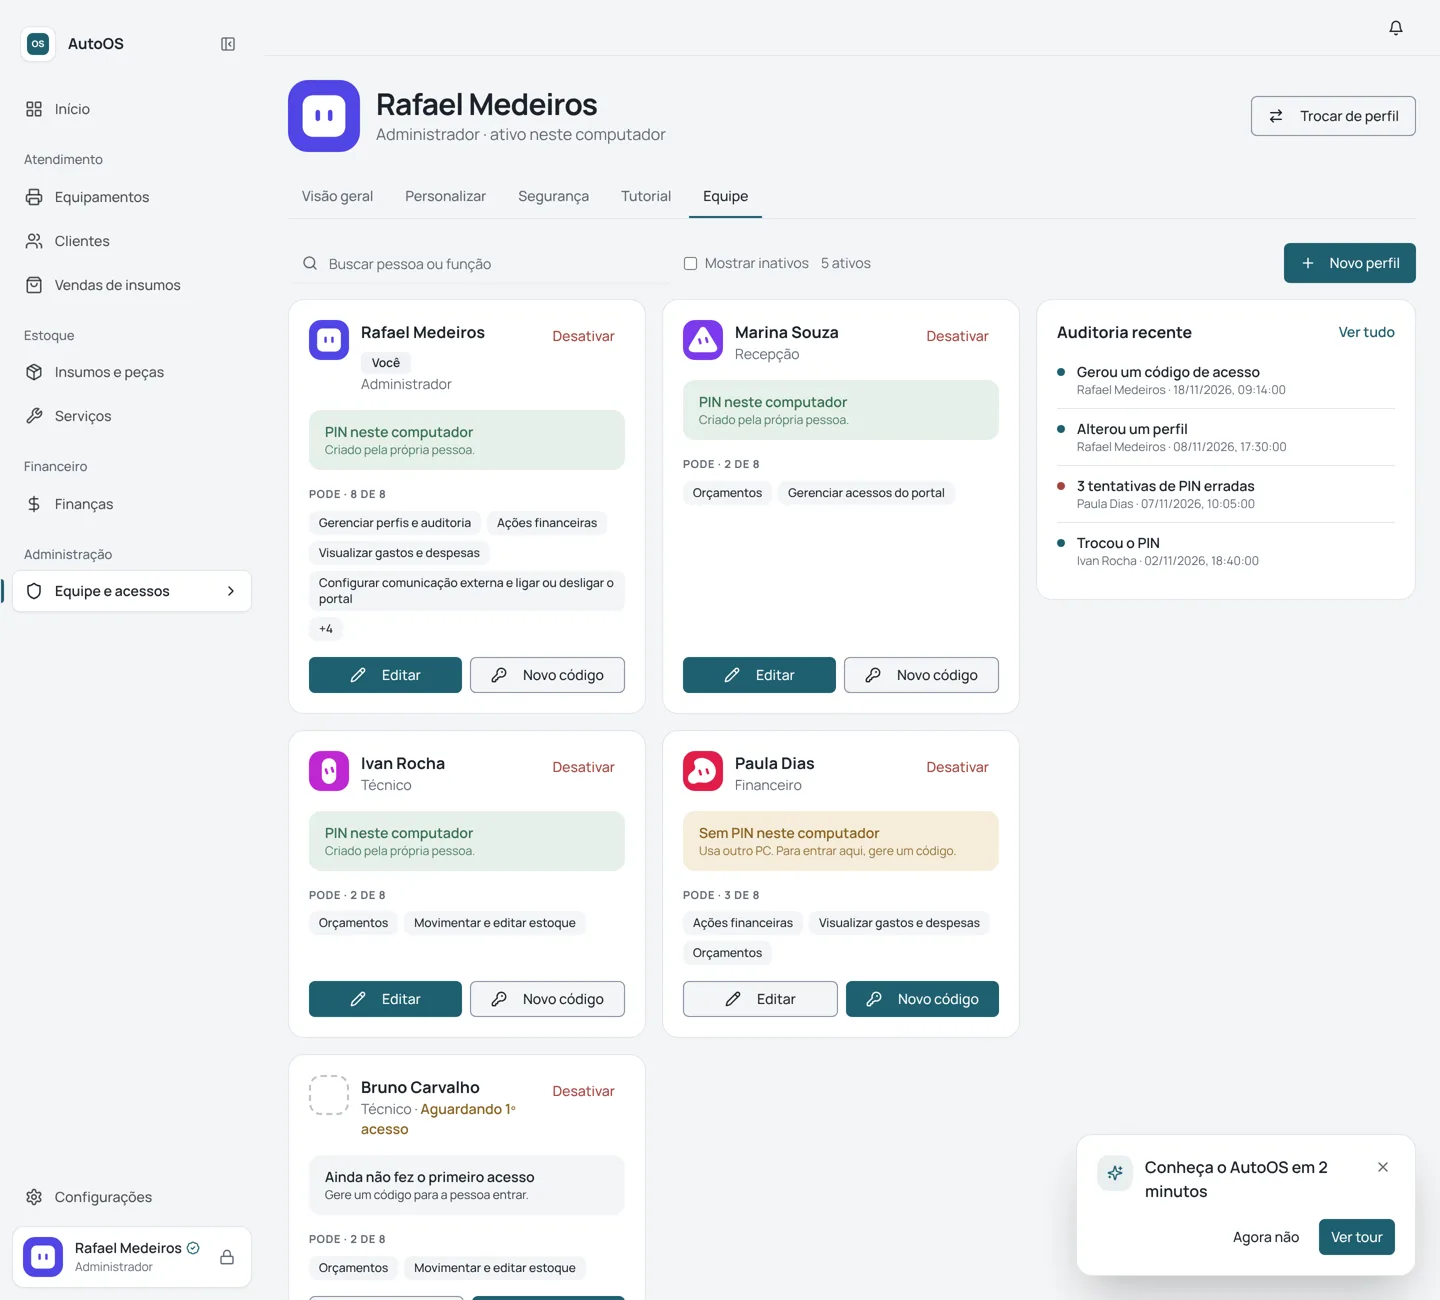 OS AutoOS
Início
Atendimento
Equipamentos
Clientes
Vendas de insumos
Estoque
Insumos e peças
Serviços
Financeiro
Finanças
Administração
Equipe e acessos
Configurações
Rafael Medeiros
Administrador
Rafael Medeiros
Administrador · ativo neste computador
Trocar de perfil
Visão geral Personalizar Segurança Tutorial Equipe
Buscar pessoa ou função
Mostrar inativos 5 ativos
Novo perfil
Rafael Medeiros
Desativar
Você
Administrador
PIN neste computador
Criado pela própria pessoa.
PODE · 8 DE 8
Gerenciar perfis e auditoria Ações financeiras
Visualizar gastos e despesas
Configurar comunicação externa e ligar ou desligar o
portal
+4
Editar Novo código
Marina Souza
Desativar
Recepção
PIN neste computador
Criado pela própria pessoa.
PODE · 2 DE 8
Orçamentos Gerenciar acessos do portal
Editar Novo código
Auditoria recente Ver tudo
Gerou um código de acesso
Rafael Medeiros · 18/11/2026, 09:14:00
Alterou um perfil
Rafael Medeiros · 08/11/2026, 17:30:00
3 tentativas de PIN erradas
Paula Dias · 07/11/2026, 10:05:00
Trocou o PIN
Ivan Rocha · 02/11/2026, 18:40:00
Ivan Rocha
Desativar
Técnico
PIN neste computador
Criado pela própria pessoa.
PODE · 2 DE 8
Orçamentos Movimentar e editar estoque
Editar Novo código
Paula Dias
Desativar
Financeiro
Sem PIN neste computador
Usa outro PC. Para entrar aqui, gere um código.
PODE · 3 DE 8
Ações financeiras Visualizar gastos e despesas
Orçamentos
Editar Novo código
Bruno Carvalho
Desativar
Técnico · Aguardando 1º
acesso
Ainda não fez o primeiro acesso
Gere um código para a pessoa entrar.
PODE · 2 DE 8
Orçamentos Movimentar e editar estoque
Conheça o AutoOS em 2
minutos
Agora não Ver tour